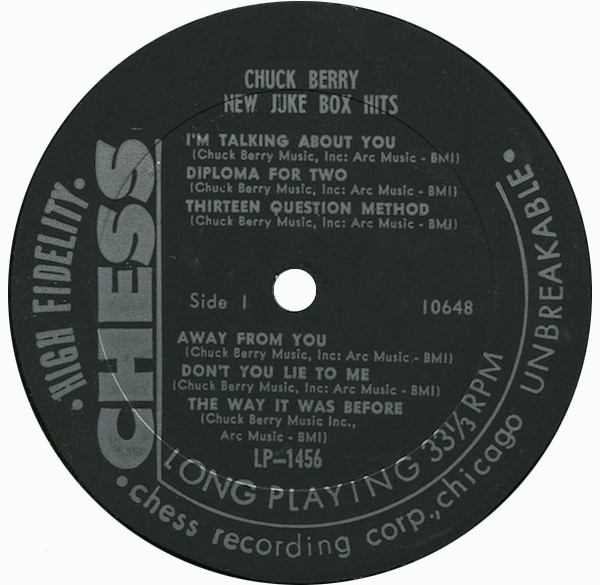 CHUCK BERRY
NEW JUKE BOX HITS
I'M TALKING ABOUT YOU
(Chuck Berry Music, Inc: Arc Music - BMI)
DIPLOMA FOR TWO
(Chuck Berry Music, Inc: Arc Music - BMI)
THIRTEEN QUESTION METHOD
(Chuck Berry Music, Inc: Arc Music - BMJ)
Side 1
10648
AWAY FROM YOU
(Chuck Berry Music, Inc: Arc Music - BMI)
DON'T YOU LIE TO ME
(Chuck Berry Music, Inc: Arc Music - BMI)
THE WAY IT WAS BEFORE
(Chuck Berry Music Inc.,
Arc Music - BMI)
LP-1456
CHESS
•HIGH FIDELITY•
LONG PLAYING 33⅓ RPM
•chess recording corp., chicago UNBREAKABLE•